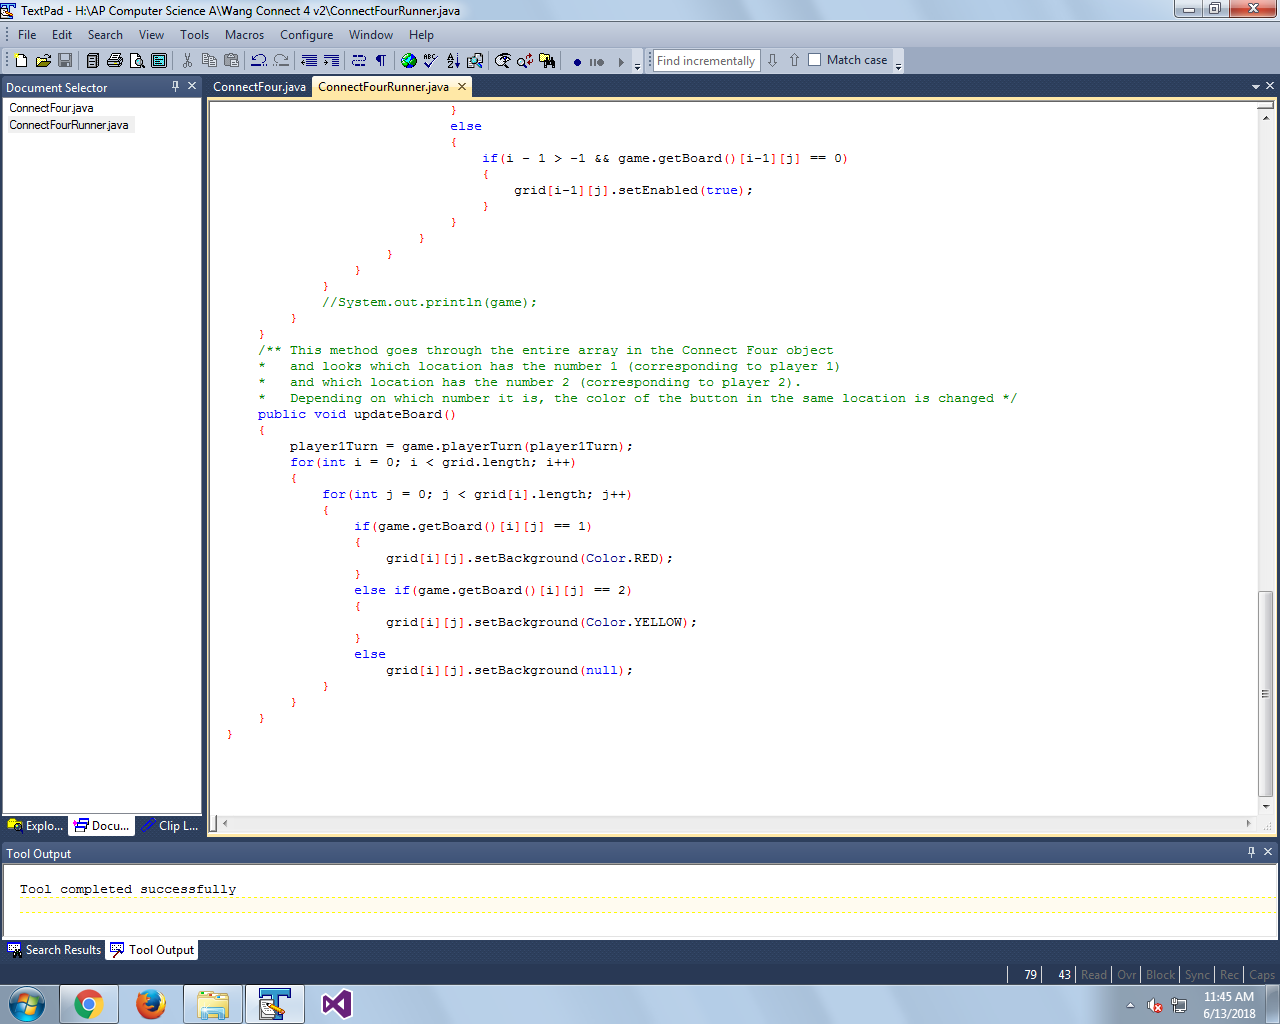 TextPad - H:\AP Computer Science A\Wang Connect 4 v2\ConnectFourRunner.java
File Edit Search View Tools Macros Configure Window Help
Find incrementally Match case
Document Selector
ConnectFour.java
ConnectFourRunner.java
ConnectFour.java ConnectFourRunner.java
}
else
{
if(i - 1 > -1 && game.getBoard()[i-1][j] == 0)
{
grid[i-1][j].setEnabled(true);
}
}
}
}
}
}
//System.out.println(game);
}
}
/** This method goes through the entire array in the Connect Four object
* and looks which location has the number 1 (corresponding to player 1)
* and which location has the number 2 (corresponding to player 2).
* Depending on which number it is, the color of the button in the same location is changed */
public void updateBoard()
{
player1Turn = game.playerTurn(player1Turn);
for(int i = 0; i < grid.length; i++)
{
for(int j = 0; j < grid[i].length; j++)
{
if(game.getBoard()[i][j] == 1)
{
grid[i][j].setBackground(Color.RED);
}
else if(game.getBoard()[i][j] == 2)
{
grid[i][j].setBackground(Color.YELLOW);
}
else
grid[i][j].setBackground(null);
}
}
}
}
Explo... Docu... Clip L...
Tool Output
Tool completed successfully
Search Results Tool Output
79 43 Read Ovr Block Sync Rec Caps
11:45 AM
6/13/2018